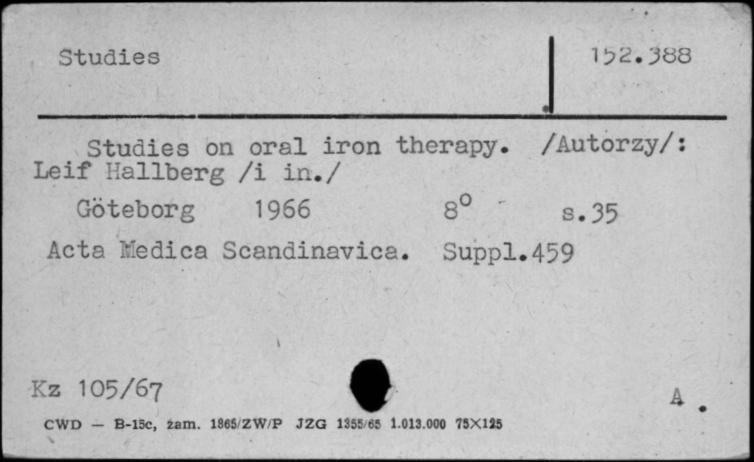 Studies 152.388
Studies on oral iron therapy. /Autorzy/:
Leif Hallberg /i in./
Göteborg 1966 8° s.35
Acta Medica Scandinavica. Suppl.459
Kz 105/67
A.
CWD — B-15c, zam. 1865/ZW/P JZG 1355/65 1.013.000 75X125